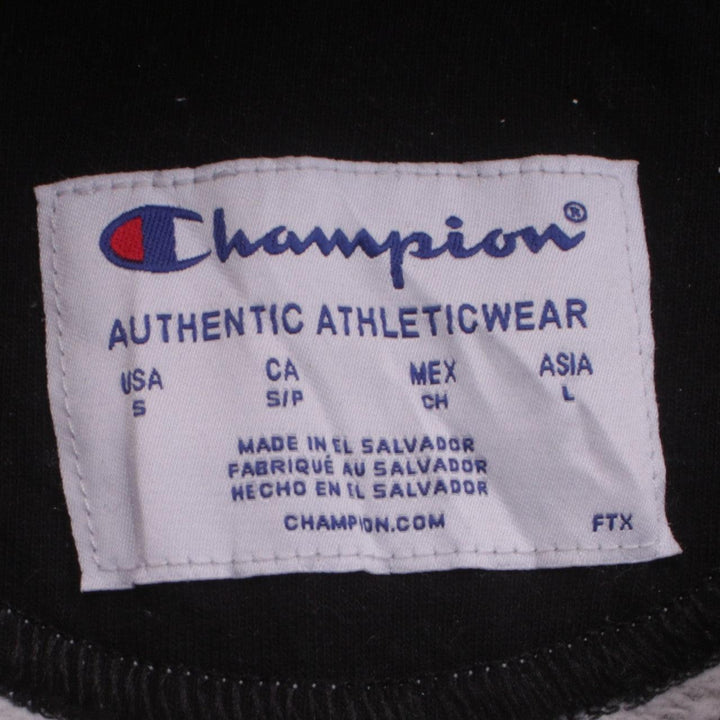 Champion®
AUTHENTIC ATHLETICWEAR
USA CA MEX ASIA
S S/P CH L
MADE IN EL SALVADOR
FABRIQUÉ AU SALVADOR
HECHO EN EL SALVADOR
CHAMPION.COM FTX